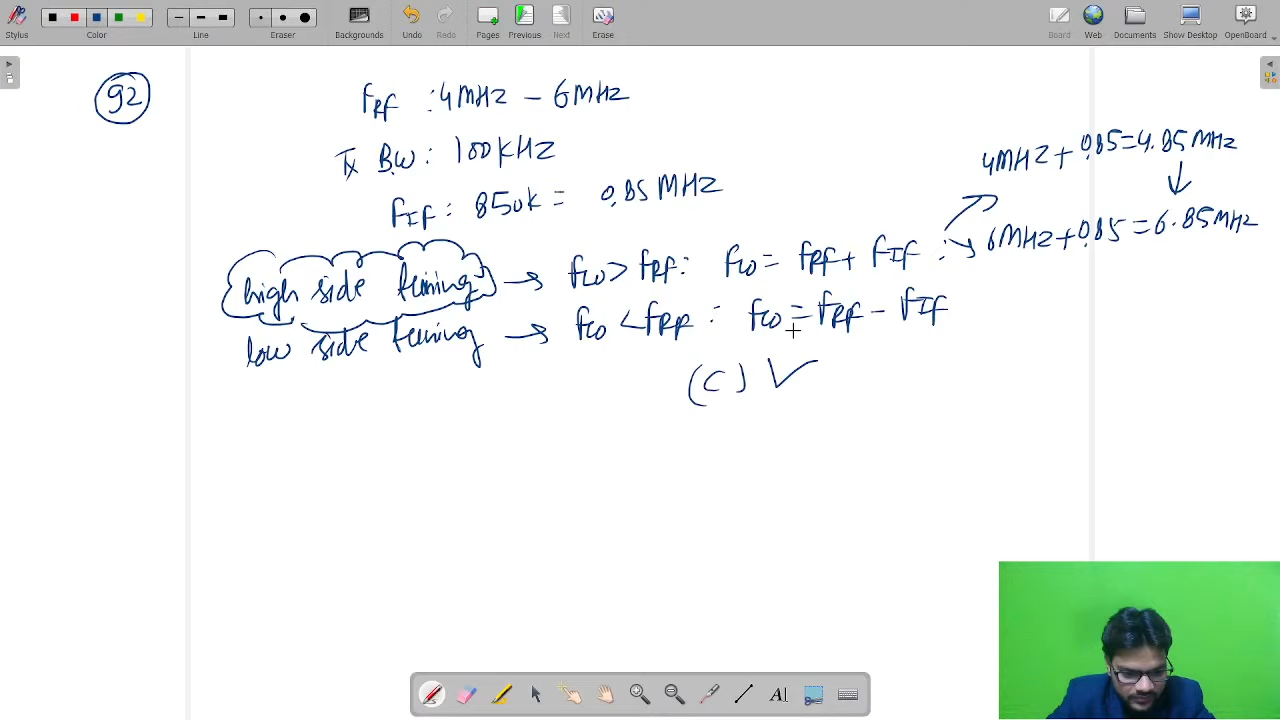 Stylus
Color
Line
Eraser
Backgrounds
Undo
Redo
Pages
Previous
Next
Erase
Board
Web
Documents
Show Desktop
OpenBoard
92
fRF : 4MHz - 6MHz
Tx B.W : 100KHZ
fIF : 850K = 0.85 MHZ
high side tuning → fLO > fRF : fLO = fRF + fIF :
4MHZ + 0.85 = 4.85 MHZ
6MHZ + 0.85 = 6.85 MHZ
low side tuning → fLO < fRF : fLO = fRF - fIF
(C) ✓